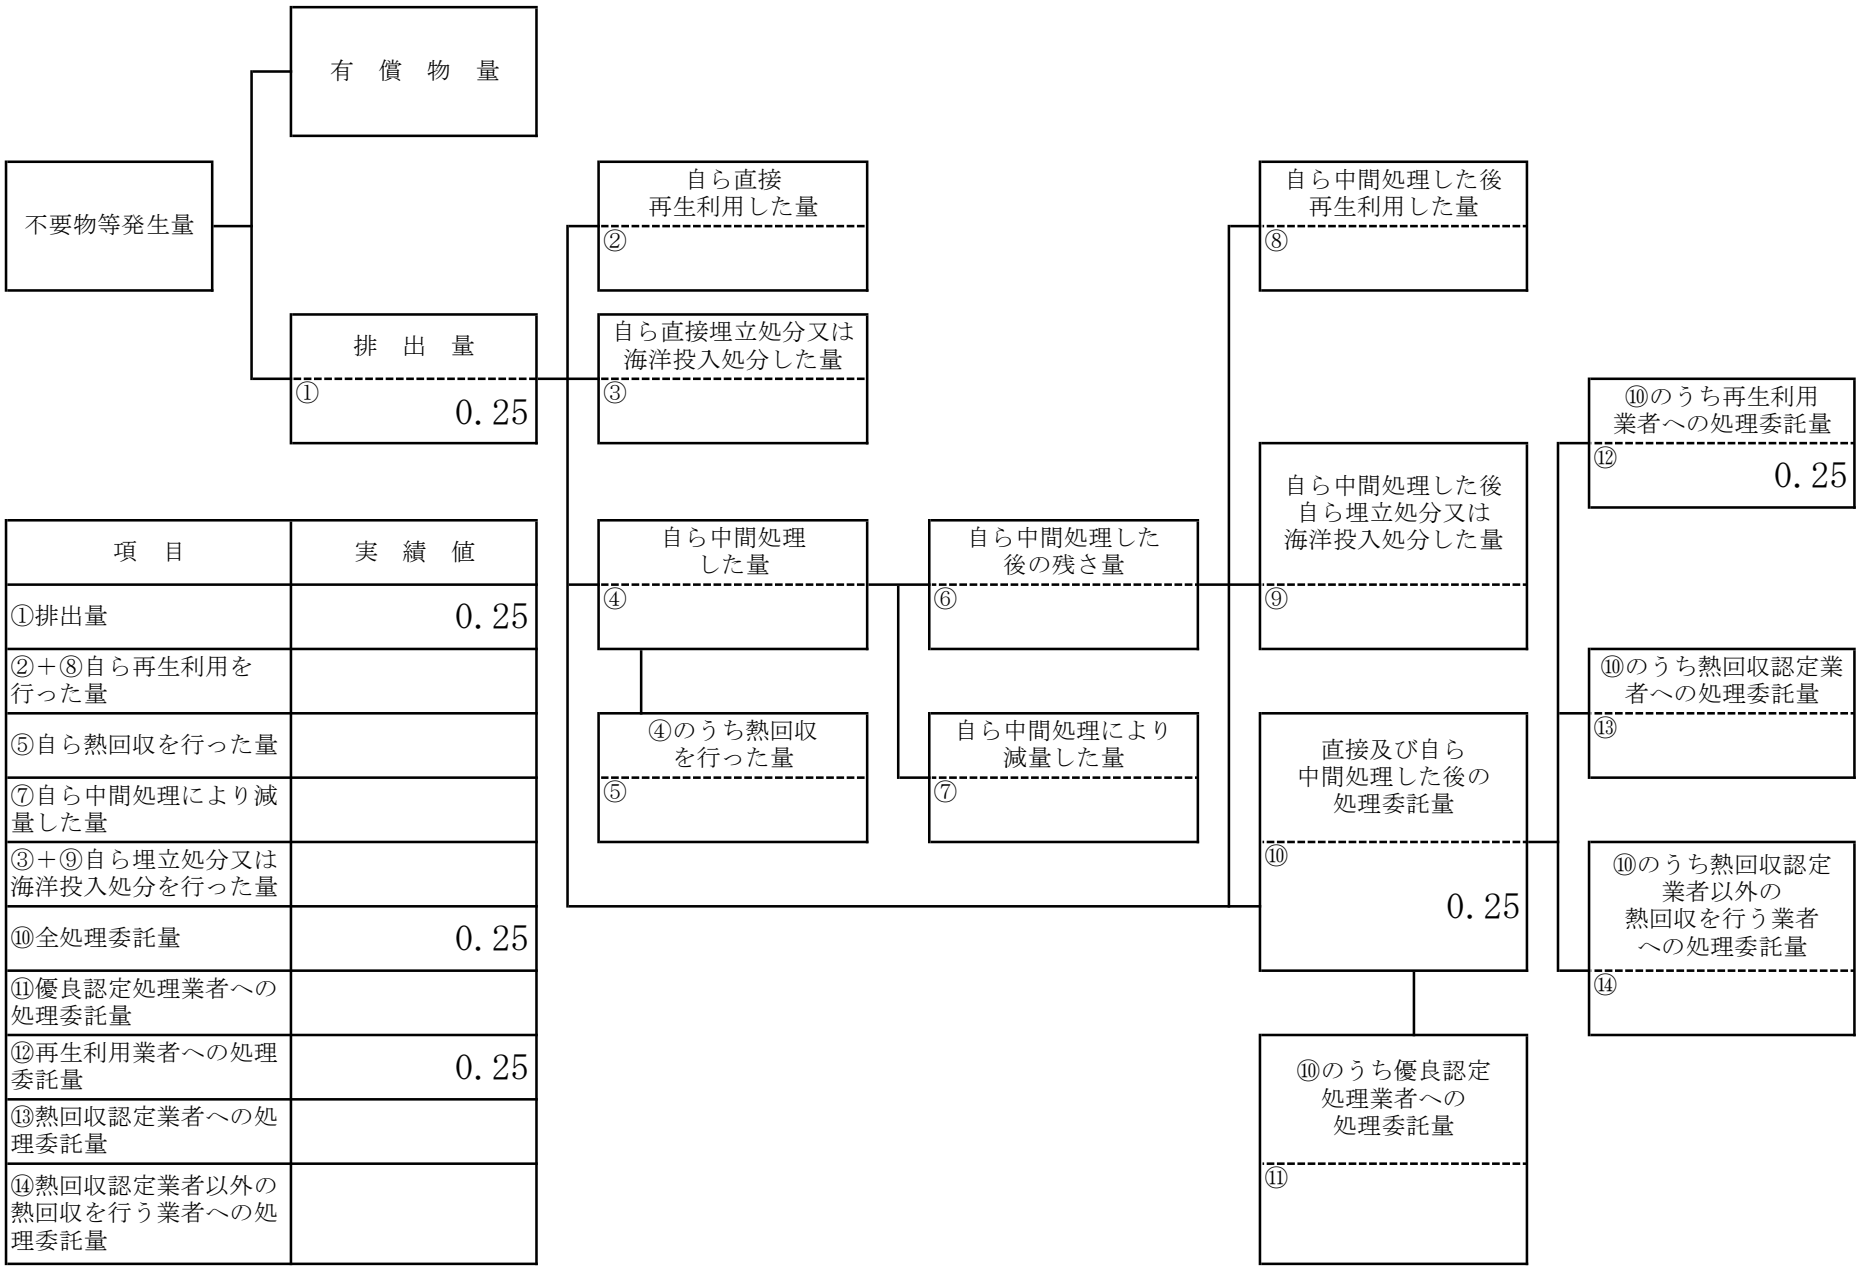 有 償 物 量
不要物等発生量
排 出 量
①
0.25
自ら直接
再生利用した量
②
自ら直接埋立処分又は
海洋投入処分した量
③
自ら中間処理
した量
④
④のうち熱回収
を行った量
⑤
自ら中間処理した
後の残さ量
⑥
自ら中間処理により
減量した量
⑦
自ら中間処理した後
再生利用した量
⑧
自ら中間処理した後
自ら埋立処分又は
海洋投入処分した量
⑨
直接及び自ら
中間処理した後の
処理委託量
⑩
0.25
⑩のうち優良認定
処理業者への
処理委託量
⑪
⑩のうち再生利用
業者への処理委託量
⑫
0.25
⑩のうち熱回収認定業
者への処理委託量
⑬
⑩のうち熱回収認定
業者以外の
熱回収を行う業者
への処理委託量
⑭
項 目 実 績 値
①排出量 0.25
②+⑧自ら再生利用を
行った量
⑤自ら熱回収を行った量
⑦自ら中間処理により減
量した量
③+⑨自ら埋立処分又は
海洋投入処分を行った量
⑩全処理委託量 0.25
⑪優良認定処理業者への
処理委託量
⑫再生利用業者への処理
委託量 0.25
⑬熱回収認定業者への処
理委託量
⑭熱回収認定業者以外の
熱回収を行う業者への処
理委託量